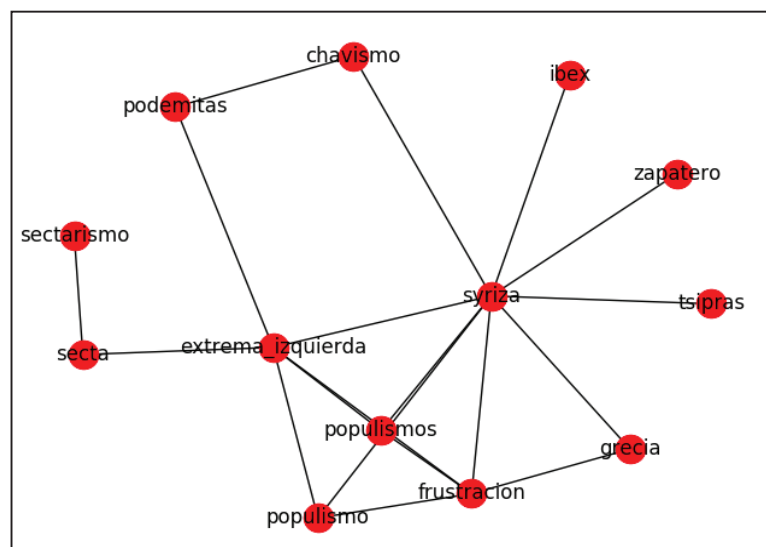 chavismo
ibex
podemitas
zapatero
sectarismo
syriza
tsipras
extrema_izquierda
secta
populismos
grecia
frustracion
populismo